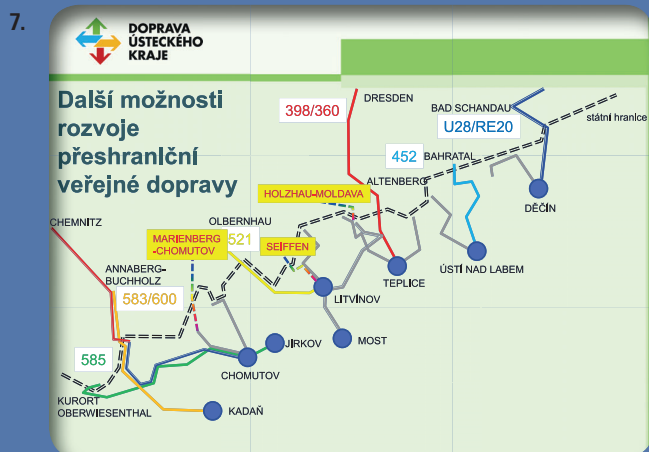 7.
DOPRAVA
ÚSTECKÉHO
KRAJE
Další možnosti
rozvoje
přeshraniční
veřejné dopravy
398/360
DRESDEN
BAD SCHANDAU
U28/RE20
státní hranice
452
BAHRATAL
ALTENBERG
HOLZHAU-MOLDAVA
DĚČÍN
CHEMNITZ
OLBERNHAU
MARIENBERG
-CHOMUTOV
521
SEIFFEN
ÚSTÍ NAD LABEM
ANNABERG-
BUCHHOLZ
TEPLICE
583/600
LITVÍNOV
JIRKOV
MOST
585
CHOMUTOV
KURORT
OBERWIESENTHAL
KADAŇ